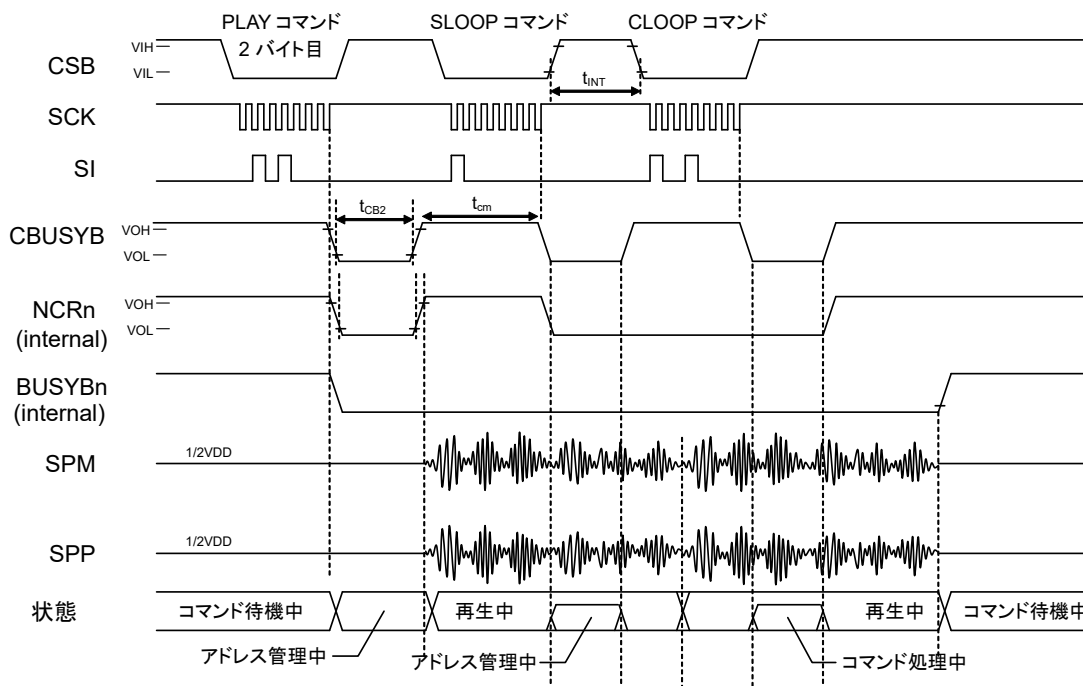 PLAY コマンド
2 バイト目
SLOOP コマンド
CLOOP コマンド
CSB
VIH
VIL
tINT
SCK
SI
tCB2
tcm
CBUSYB
VOH
VOL
NCRn
(internal)
VOH
VOL
BUSYBn
(internal)
SPM
1/2VDD
SPP
1/2VDD
状態
コマンド待機中
再生中
再生中
コマンド待機中
アドレス管理中
アドレス管理中
コマンド処理中